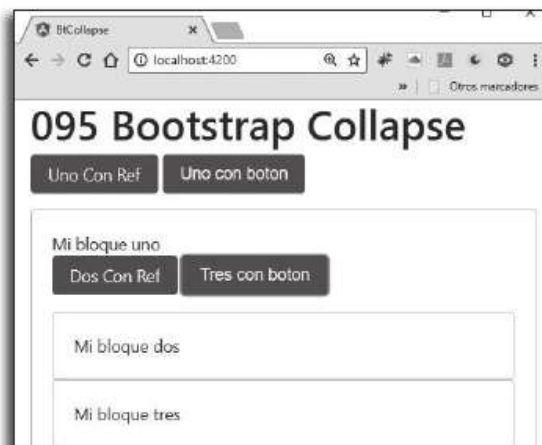 BtCollapse
localhost:4200
» Otros marcadores
095 Bootstrap Collapse
Uno Con Ref Uno con boton
Mi bloque uno
Dos Con Ref Tres con boton
Mi bloque dos
Mi bloque tres